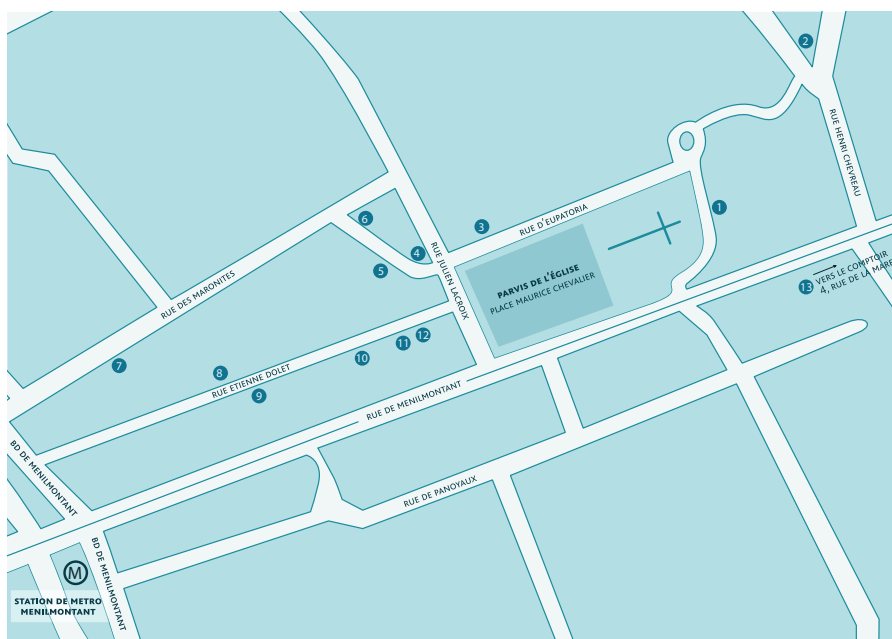 2
RUE HENRI CHEVREAU
1
3
RUE D'EUPATORIA
6
4
5
RUE JULIEN LACROIX
PARVIS DE L'ÉGLISE
PLACE MAURICE CHEVALIER
13
VERS LE COMPTOIR
4, RUE DE LA MARE
RUE DES MARONITES
7
8
RUE ETIENNE DOLET
9
10
11
12
RUE DE MENILMONTANT
BD DE MENILMONTANT
RUE DE PANOYAUX
BD DE MENILMONTANT
M
STATION DE METRO
MENILMONTANT